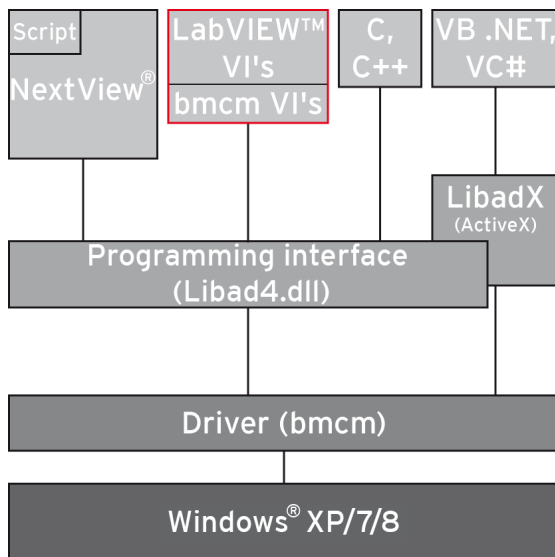 Script
NextView®
LabVIEW™
VI's
bmcm VI's
C,
C++
VB .NET,
VC#
LibadX
(ActiveX)
Programming interface
(Libad4.dll)
Driver (bmcm)
Windows® XP/7/8